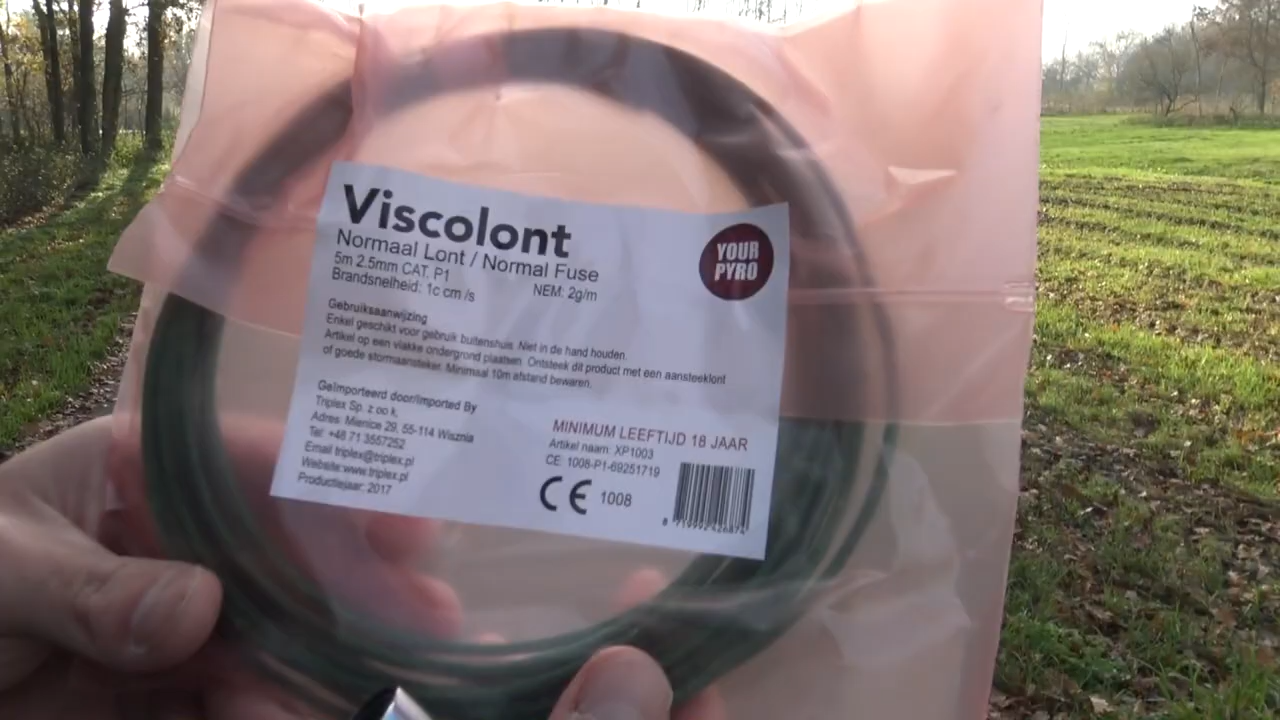 Viscolont
Normaal Lont / Normal Fuse
5m 2.5mm CAT. P1
Brandsnelheid: 1c cm /s
NEM: 2g/m
YOUR
PYRO
Gebruiksaanwijzing
Enkel geschikt voor gebruik buitenshuis. Niet in de hand houden.
Artikel op een vlakke ondergrond plaatsen. Ontsteek dit product met een aansteeklont
of goede stormaansteker. Minimaal 10m afstand bewaren.
Geïmporteerd door/Imported By
Triplex Sp. z oo k,
Adres: Mienice 29, 55-114 Wisznia
Tel: +48 71 3557252
Email triplex@triplex.pl
Website:www.triplex.pl
Productiejaar: 2017
MINIMUM LEEFTIJD 18 JAAR
Artikel naam: XP1003
CE: 1008-P1-69251719
CE 1008